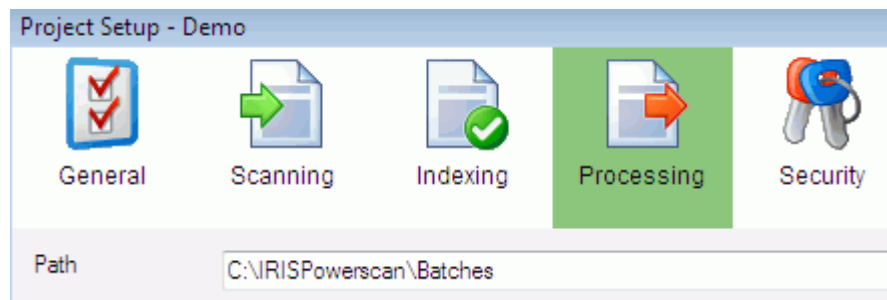 Project Setup - Demo
General Scanning Indexing Processing Security
Path C:\IRISPowerscan\Batches